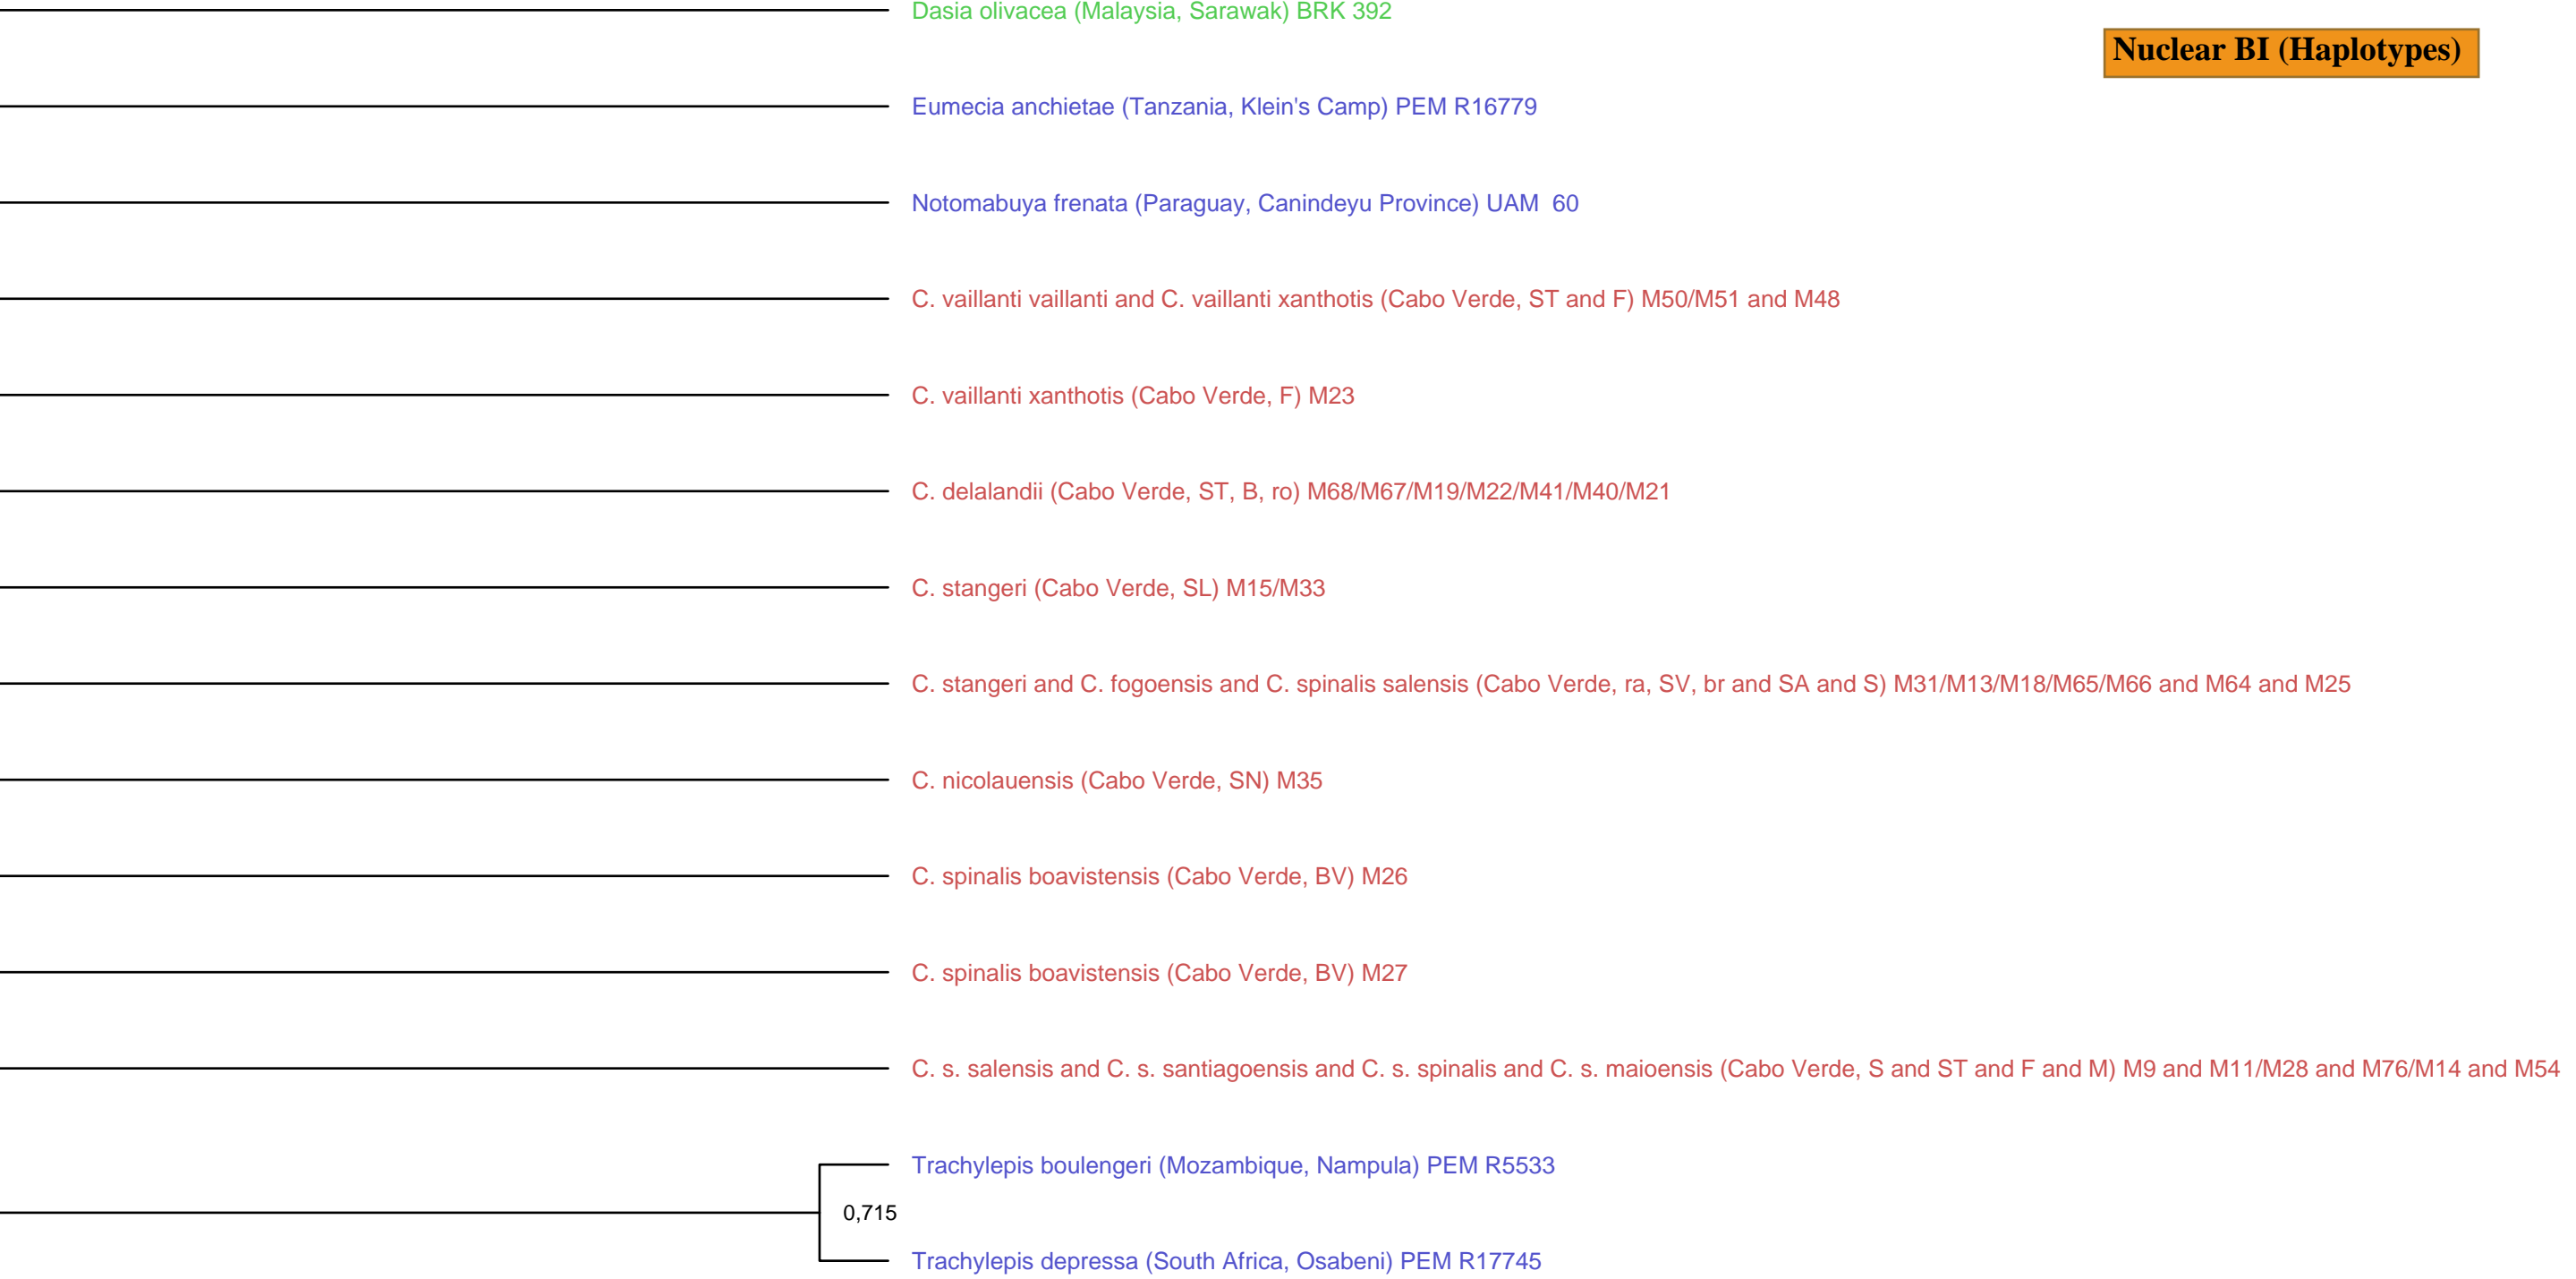 Dasia olivacea (Malaysia, Sarawak) BRK 392
Nuclear BI (Haplotypes)
Eumecia anchietae (Tanzania, Klein's Camp) PEM R16779
Notomabuya frenata (Paraguay, Canindeyu Province) UAM  60
C. vaillanti vaillanti and C. vaillanti xanthotis (Cabo Verde, ST and F) M50/M51 and M48
C. vaillanti xanthotis (Cabo Verde, F) M23
C. delalandii (Cabo Verde, ST, B, ro) M68/M67/M19/M22/M41/M40/M21
C. stangeri (Cabo Verde, SL) M15/M33
C. stangeri and C. fogoensis and C. spinalis salensis (Cabo Verde, ra, SV, br and SA and S) M31/M13/M18/M65/M66 and M64 and M25
C. nicolauensis (Cabo Verde, SN) M35
C. spinalis boavistensis (Cabo Verde, BV) M26
C. spinalis boavistensis (Cabo Verde, BV) M27
C. s. salensis and C. s. santiagoensis and C. s. spinalis and C. s. maioensis (Cabo Verde, S and ST and F and M) M9 and M11/M28 and M76/M14 and M54
Trachylepis boulengeri (Mozambique, Nampula) PEM R5533
0,715
Trachylepis depressa (South Africa, Osabeni) PEM R17745